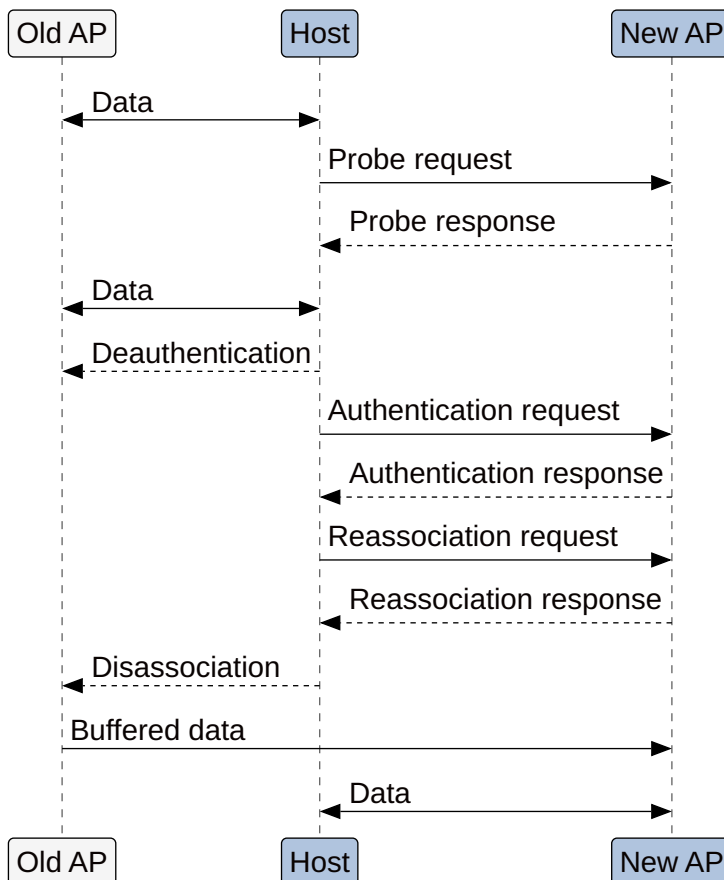 Old AP Host New AP
Data
Probe request
Probe response
Data
Deauthentication
Authentication request
Authentication response
Reassociation request
Reassociation response
Disassociation
Buffered data
Data
Old AP Host New AP